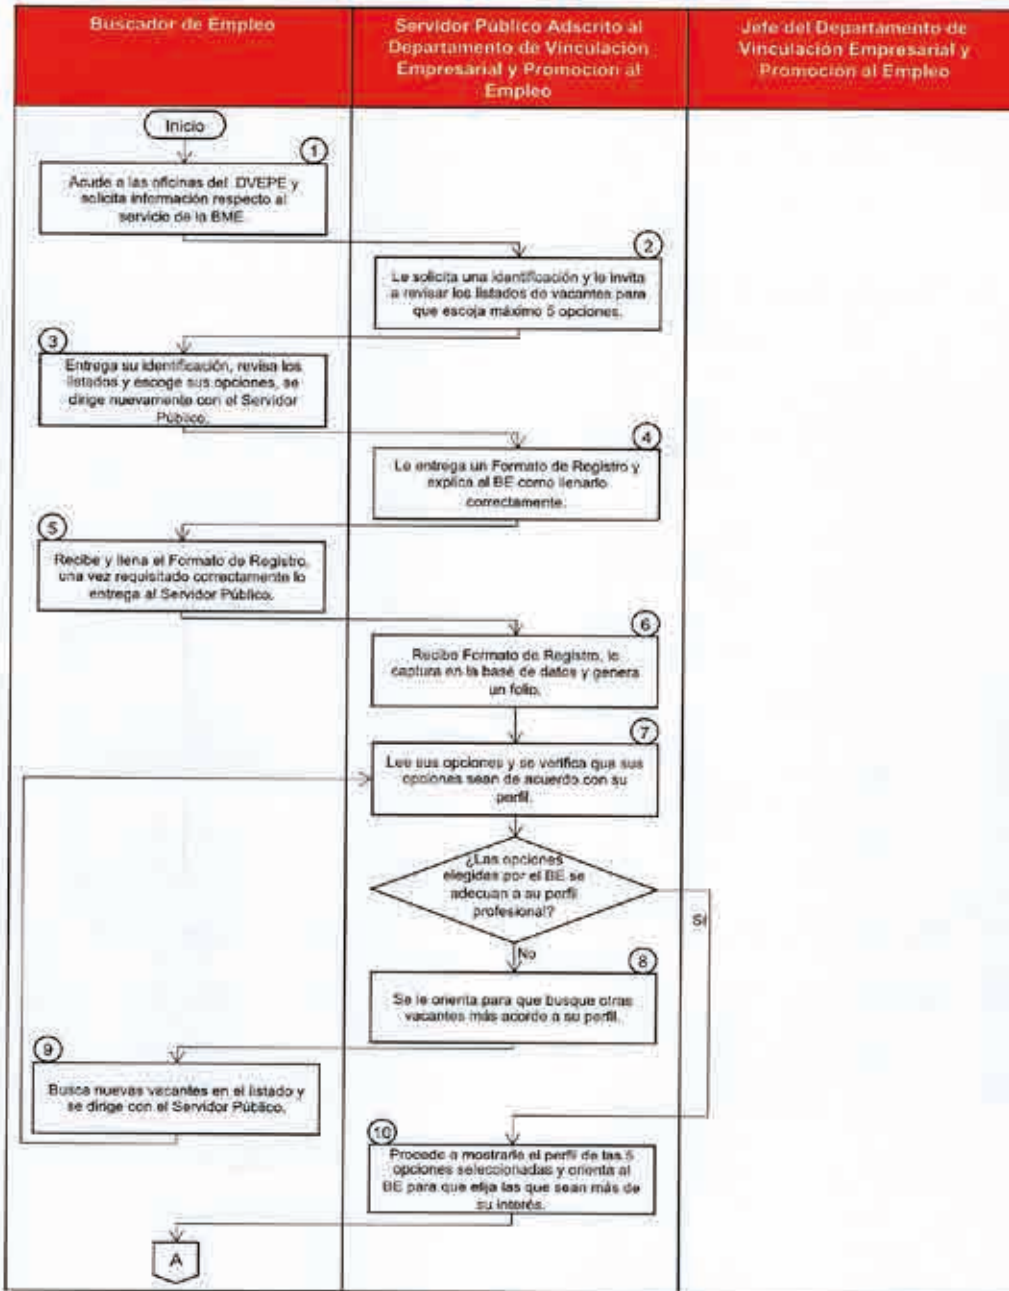 Buscador de Empleo
Servidor Público Adscrito al
Departamento de Vinculación
Empresarial y Promoción al
Empleo
Jefe del Departamento de
Vinculación Empresarial y
Promoción al Empleo
Inicio
1
Acude a las oficinas del DVEPE y
solicita información respecto al
servicio de la BME.
2
Le solicita una identificación y le invita
a revisar los listados de vacantes para
que escoja máximo 5 opciones.
3
Entrega su identificación, revisa los
listados y escoge sus opciones, se
dirige nuevamente con el Servidor
Público.
4
Le entrega un Formato de Registro y
explica al BE como llenarlo
correctamente.
5
Recibe y llena el Formato de Registro,
una vez requisitado correctamente lo
entrega al Servidor Público.
6
Recibe Formato de Registro, lo
captura en la base de datos y genera
un folio.
7
Lee sus opciones y se verifica que sus
opciones sean de acuerdo con su
perfil.
¿Las opciones
elegidas por el BE se
adecuan a su perfil
profesional?
Si
No
8
Se le orienta para que busque otras
vacantes más acorde a su perfil.
9
Busca nuevas vacantes en el listado y
se dirige con el Servidor Público.
10
Procede a mostrarle el perfil de las 5
opciones seleccionadas y orienta al
BE para que elija las que sean más de
su interés.
A